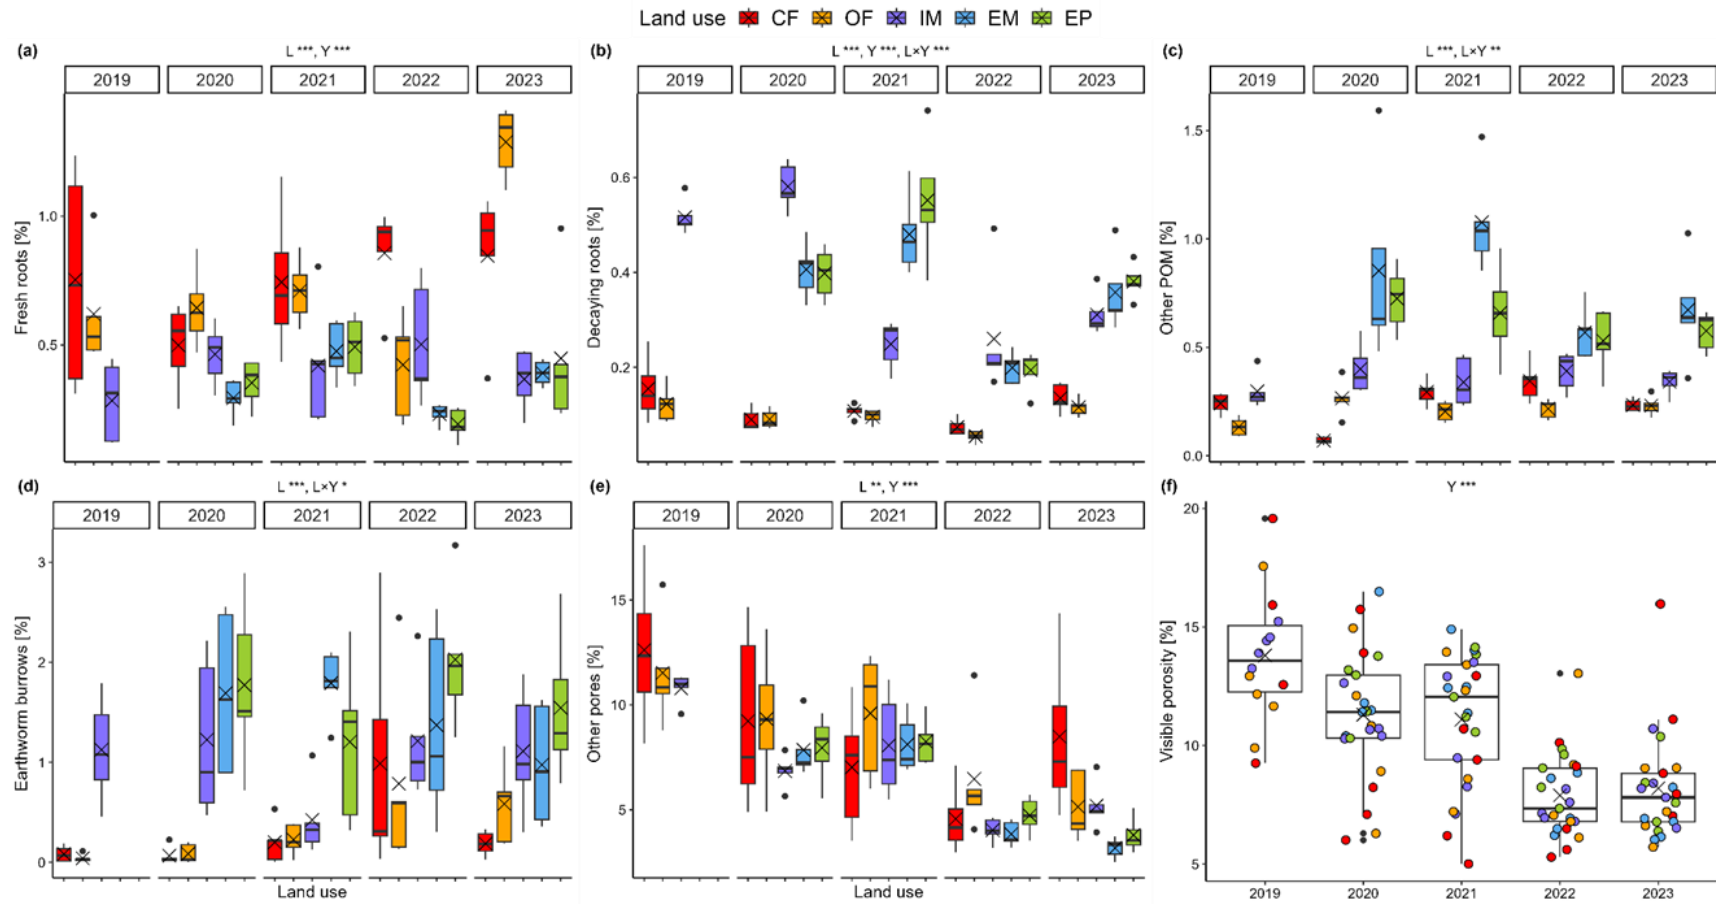 Land use CF OF IM EM EP
(a) L ***, Y ***
2019 2020 2021 2022 2023
Fresh roots [%]
1.0
0.5
(b) L ***, Y ***, L×Y ***
2019 2020 2021 2022 2023
Decaying roots [%]
0.6
0.4
0.2
(c) L ***, L×Y **
2019 2020 2021 2022 2023
Other POM [%]
1.5
1.0
0.5
0.0
(d) L ***, L×Y *
2019 2020 2021 2022 2023
Earthworm burrows [%]
3
2
1
0
Land use
(e) L **, Y ***
2019 2020 2021 2022 2023
Other pores [%]
15
10
5
Land use
(f) Y ***
Visible porosity [%]
20
15
10
5
2019 2020 2021 2022 2023